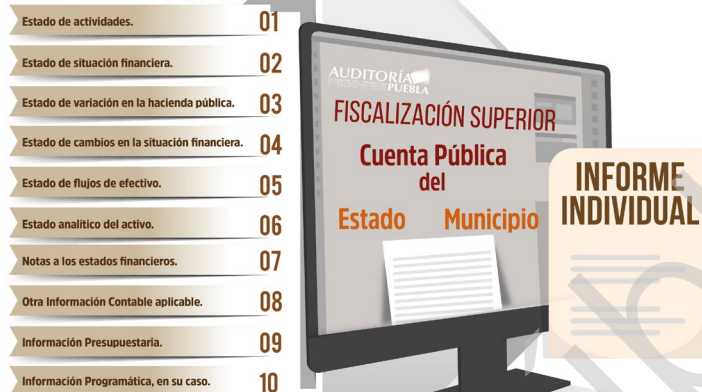 Estado de actividades. 01
Estado de situación financiera. 02
Estado de variación en la hacienda pública. 03
Estado de cambios en la situación financiera. 04
Estado de flujos de efectivo. 05
Estado analítico del activo. 06
Notas a los estados financieros. 07
Otra Información Contable aplicable. 08
Información Presupuestaria. 09
Información Programática, en su caso. 10
AUDITORÍA
PUEBLA
FISCALIZACIÓN SUPERIOR
Cuenta Pública
del
Estado Municipio
INFORME
INDIVIDUAL